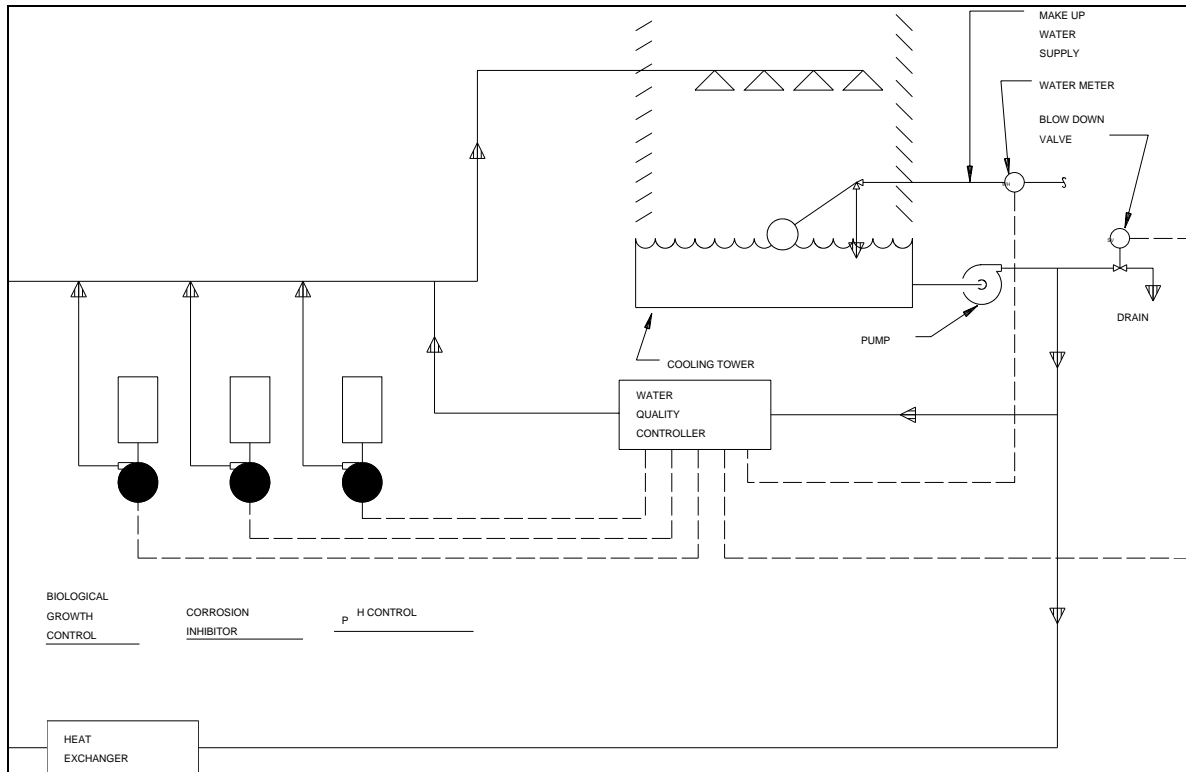 MAKE UP
WATER
SUPPLY
WATER METER
BLOW DOWN
VALVE
DRAIN
PUMP
COOLING TOWER
WATER
QUALITY
CONTROLLER
BIOLOGICAL
GROWTH
CONTROL
CORROSION
INHIBITOR
PH CONTROL
HEAT
EXCHANGER